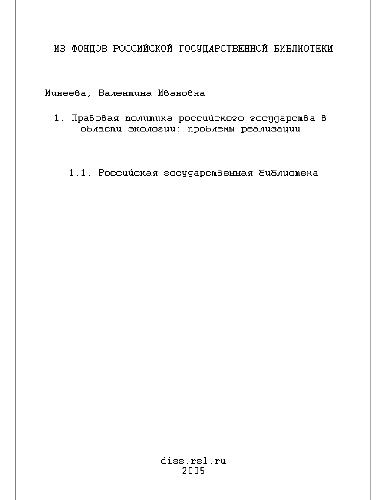 ИЗ ФОНДОВ РОССИЙСКОЙ ГОСУДАРСТВЕННОЙ БИБЛИОТЕКИ
Минеева, Валентина Ивановна
1. Правовая политика российского государства в
области экологии: проблемы реализации
1.1. Российская государственная библиотека
diss.rsl.ru
2005